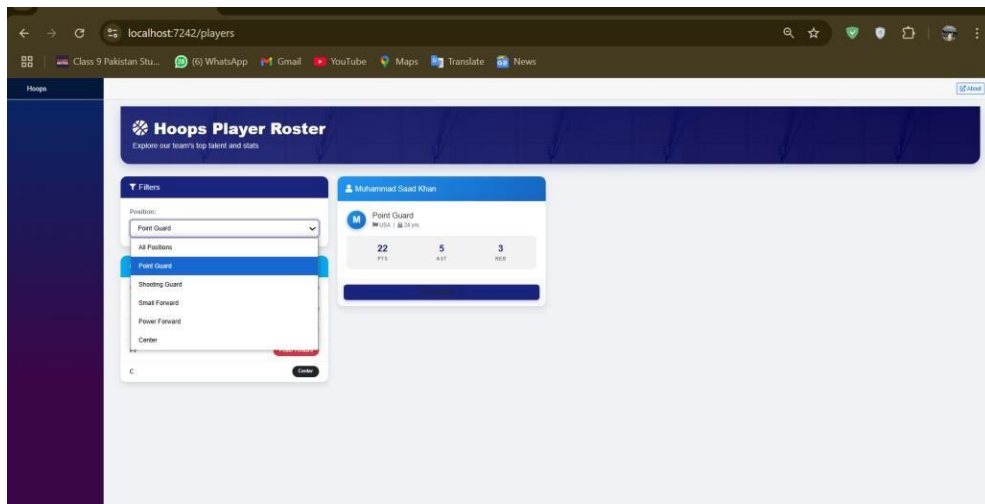 localhost:7242/players
Class 9 Pakistan Stu... (6) WhatsApp Gmail YouTube Maps Translate News
Hoops
About
Hoops Player Roster
Explore our team's top talent and stats
Filters
Position:
Point Guard
All Positions
Point Guard
Shooting Guard
Small Forward
Power Forward
Center
C Center
Muhammad Saad Khan
M
Point Guard
USA | 24 yrs
22 5 3
PTS AST REB